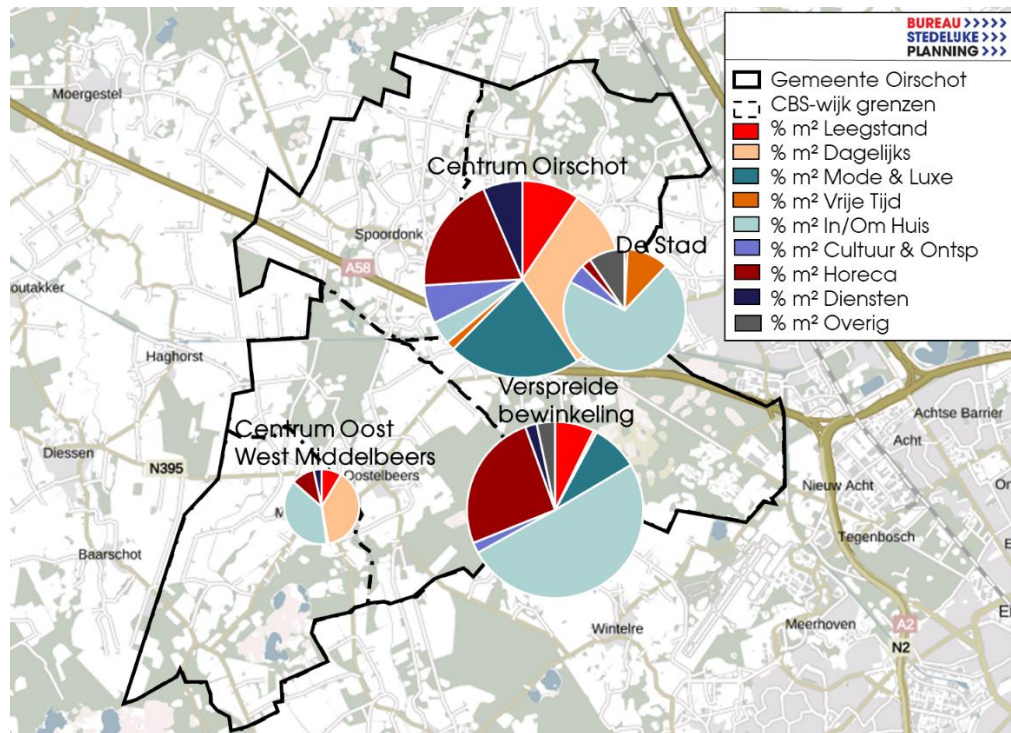 BUREAU >>>>>
STEDELIJKE >>>>>
PLANNING >>>
Gemeente Oirschot
CBS-wijk grenzen
% m² Leegstand
% m² Dagelijks
% m² Mode & Luxe
% m² Vrije Tijd
% m² In/Om Huis
% m² Cultuur & Ontsp
% m² Horeca
% m² Diensten
% m² Overig
Moergestel
Centrum Oirschot
Spoordonk
De Stad
A58
outakker
Haghorst
Verspreide
bewinkeling
Centrum Oost
West Middelbeers
Achtse Barrier
Acht
Diessen
N395
Oostelbeers
M
Nieuw Acht
Baarschot
Tegenbosch
Wintelre
Meerhoven
A2
N2